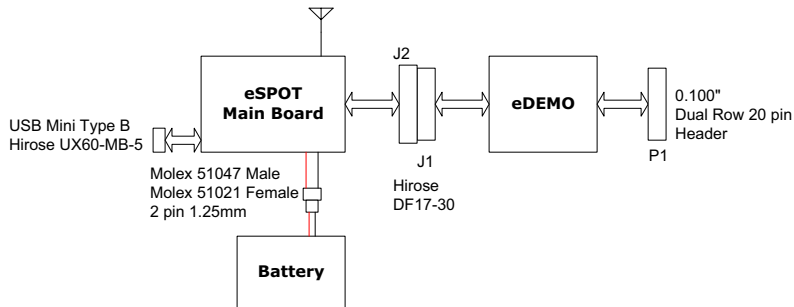 J2
eSPOT
Main Board
eDEMO
0.100"
Dual Row 20 pin
Header
USB Mini Type B
Hirose UX60-MB-5
J1
P1
Molex 51047 Male
Molex 51021 Female
2 pin 1.25mm
Hirose
DF17-30
Battery